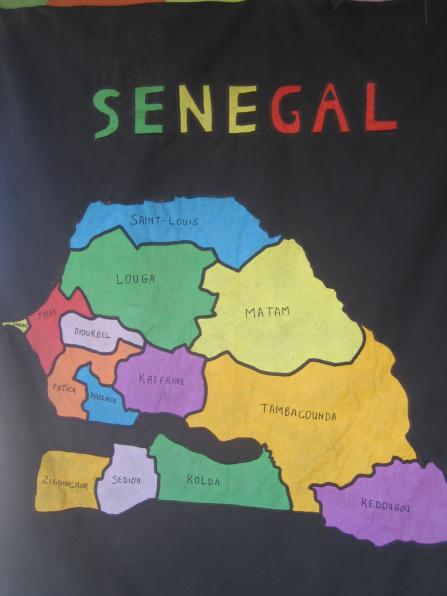 SENEGAL
SAINT-LOUIS
LOUGA
MATAM
THIES
DIOURBEL
KAFFRINE
FATICK
KAOLACK
TAMBACOUNDA
ZIGUINCHOR
SEDIOU
KOLDA
KEDOUGOU